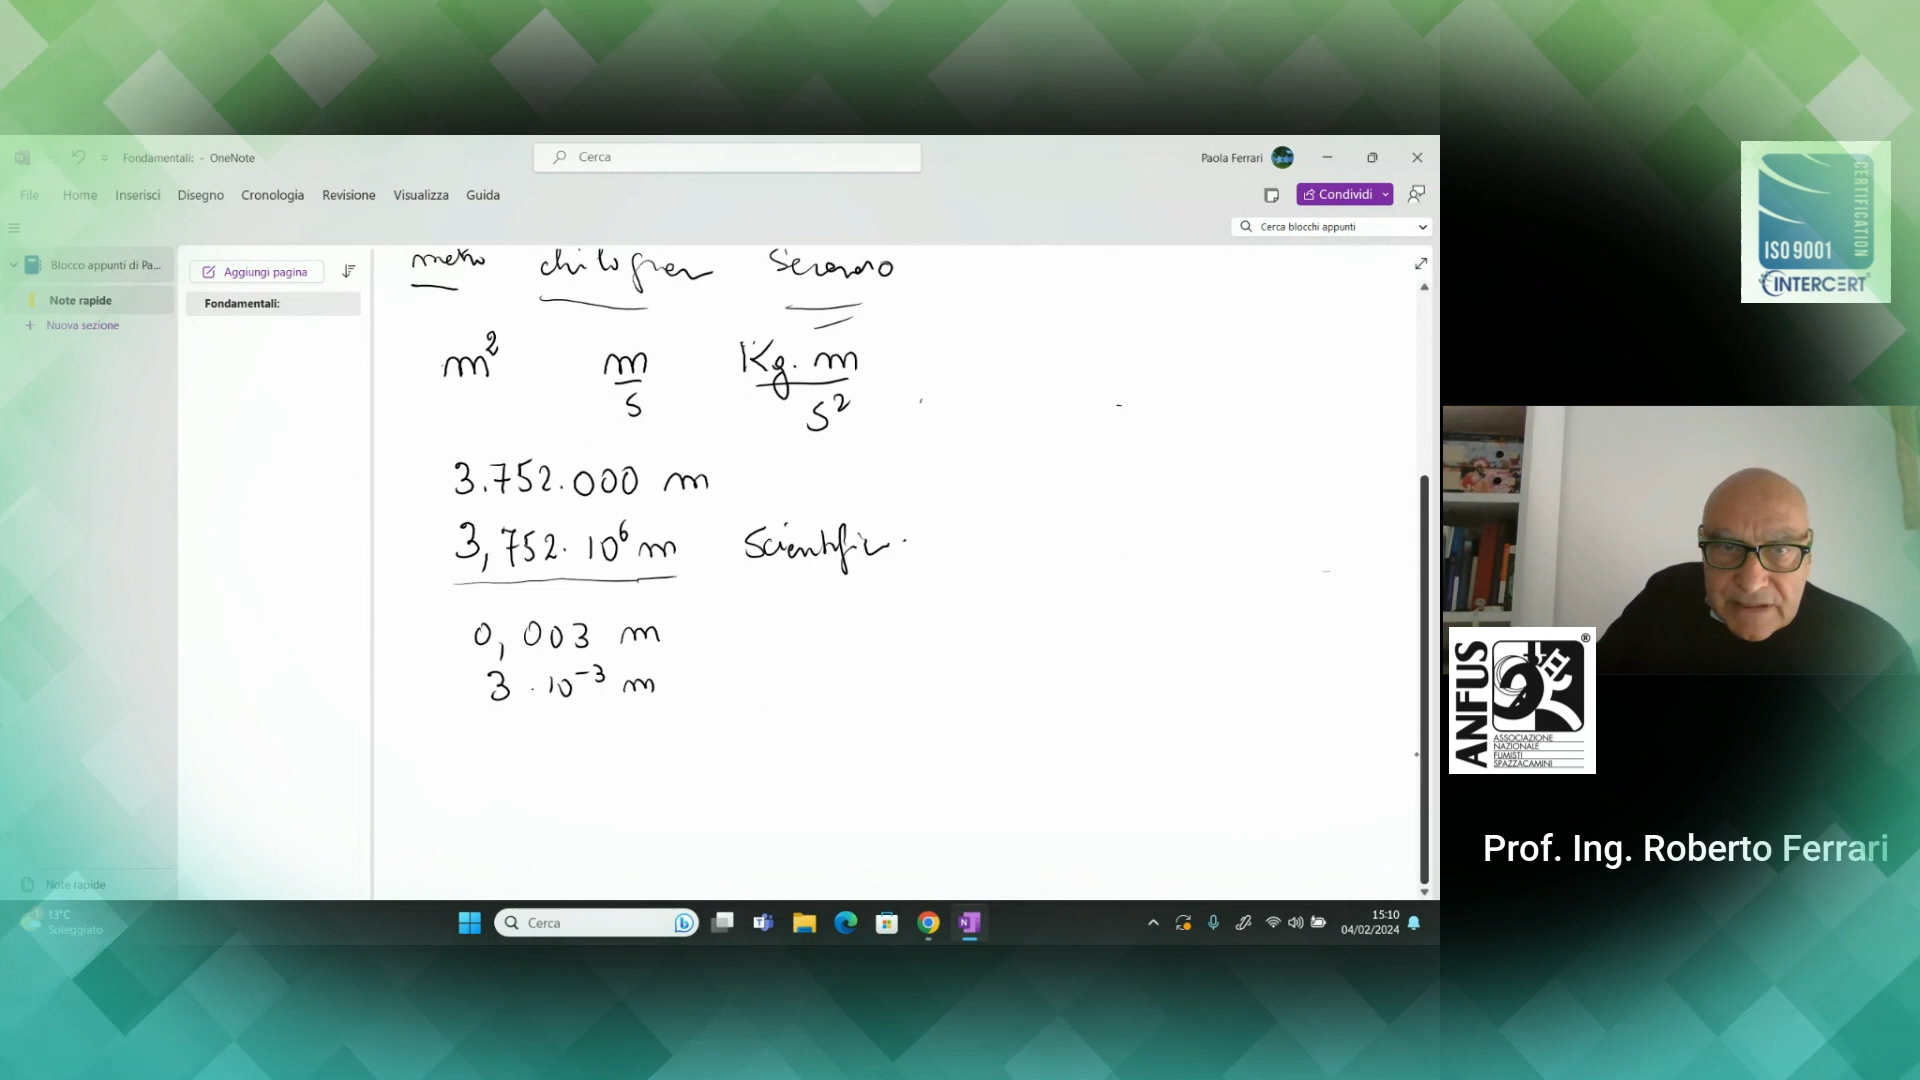 Fondamentali: - OneNote
Cerca
Paola Ferrari
File Home Inserisci Disegno Cronologia Revisione Visualizza Guida
Condividi
Cerca blocchi appunti
Blocco appunti di Pa...
Note rapide
Nuova sezione
Aggiungi pagina
Fondamentali:
metro
m²
m
s
Kg. m
s²
3.752.000 m
3,752. 10⁶ m
0,003 m
3 . 10⁻³ m
Note rapide
13°C
Soleggiato
Cerca
15:10
04/02/2024
CERTIFICATION
ISO 9001
INTERCERT
ANFUS
®
ASSOCIAZIONE
NAZIONALE
FUMISTI
SPAZZACAMINI
Prof. Ing. Roberto Ferrari